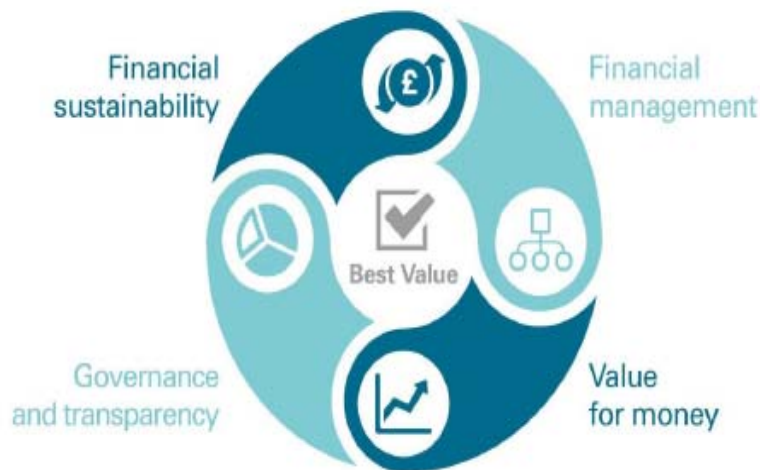 Financial
sustainability
Financial
management
£
Best Value
Governance
and transparency
Value
for money